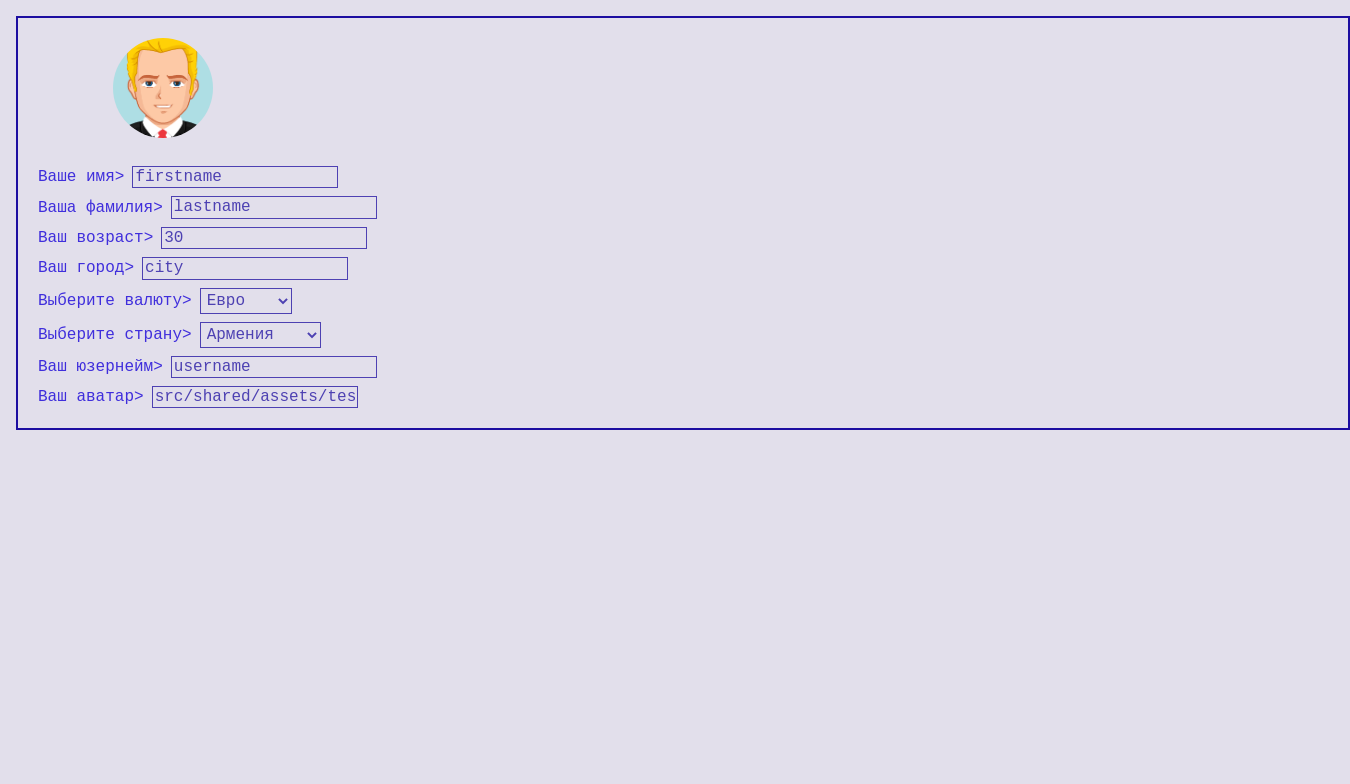 Ваше имя> firstname
Ваша фамилия> lastname
Ваш возраст> 30
Ваш город> city
Выберите валюту> Евро
Выберите страну> Армения
Ваш юзернейм> username
Ваш аватар> src/shared/assets/tes